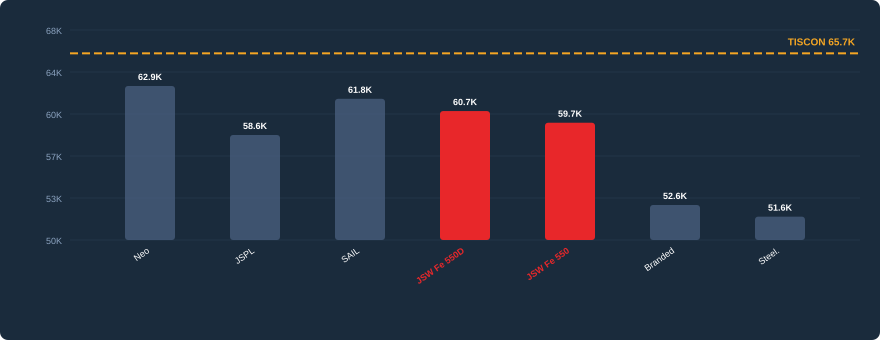 68K
TISCON 65.7K
64K
62.9K
61.8K
60.7K
60K
59.7K
58.6K
57K
53K
52.6K
51.6K
50K
Neo
JSPL
SAIL
JSW Fe 550D
JSW Fe 550
Branded
Steel.